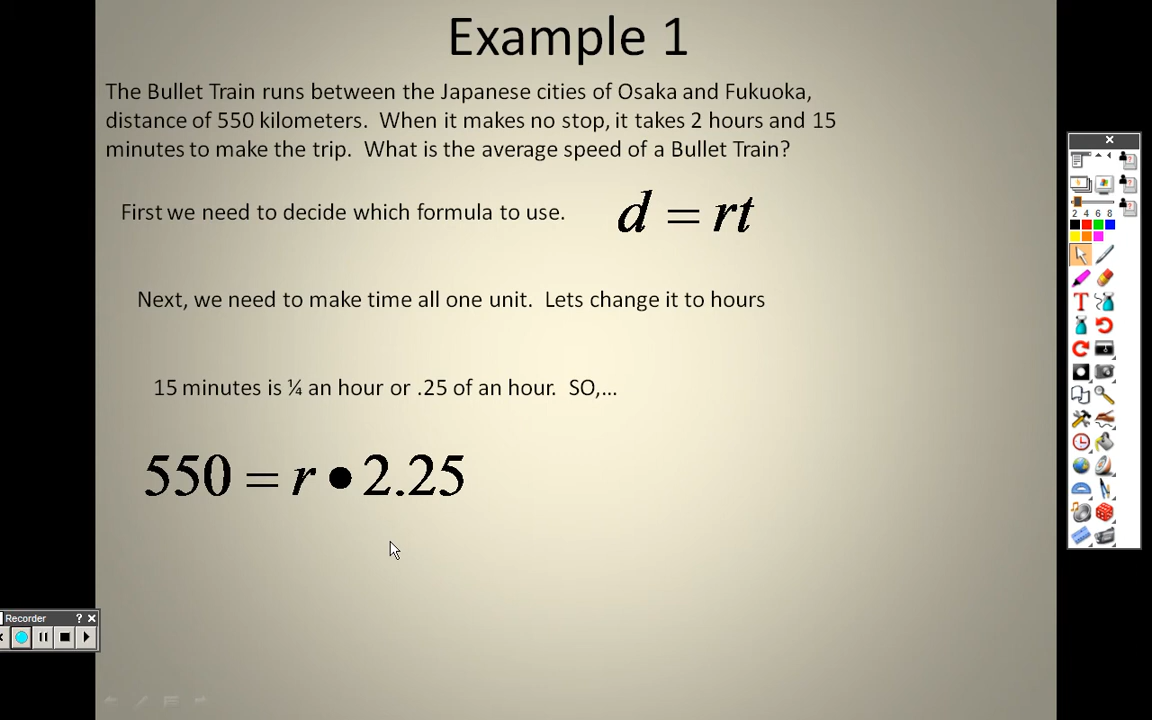 Example 1
The Bullet Train runs between the Japanese cities of Osaka and Fukuoka,
distance of 550 kilometers.  When it makes no stop, it takes 2 hours and 15
minutes to make the trip.  What is the average speed of a Bullet Train?
First we need to decide which formula to use.
d = rt
Next, we need to make time all one unit.  Lets change it to hours
15 minutes is ¼ an hour or .25 of an hour.  SO,...
550 = r • 2.25
2 4 6 8
T
Recorder ?